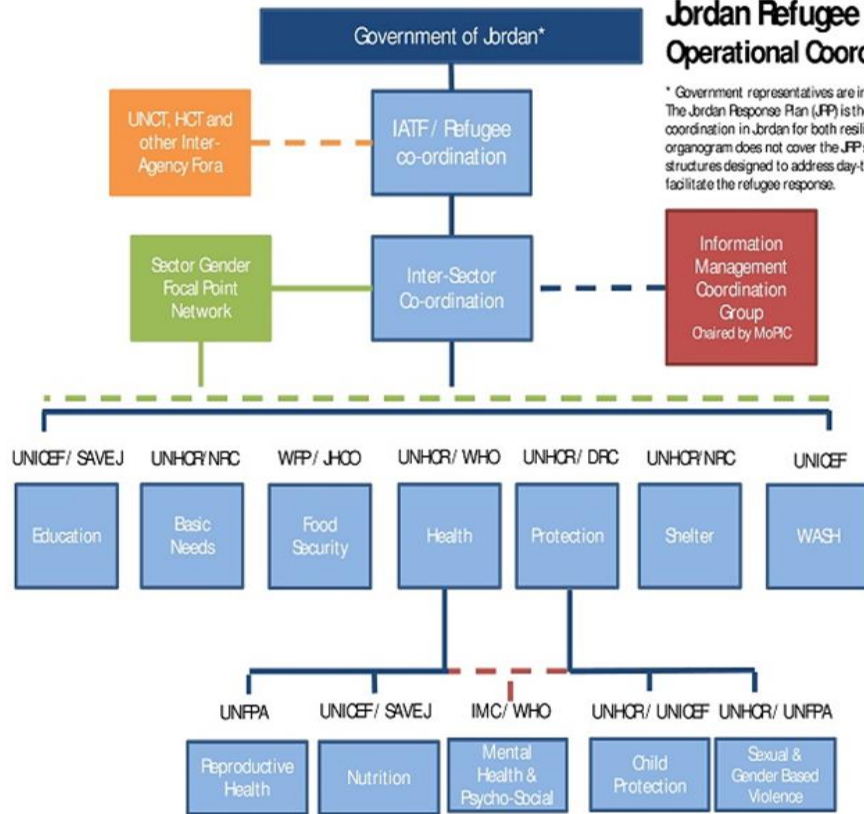 Jordan Refugee
Operational Coord
Government of Jordan*
* Government representatives are in
The Jordan Response Plan (JRP) is the
coordination in Jordan for both resili
organogram does not cover the JRP s
structures designed to address day-t
facilitate the refugee response.
UNCT, HCT and
other Inter-
Agency Fora
IATF/ Refugee
co-ordination
Sector Gender
Focal Point
Network
Inter-Sector
Co-ordination
Information
Management
Coordination
Group
Chaired by MoPIC
UNICEF/ SAVEJ
UNHCR/NRC
WFP/ JHCO
UNHCR/ WHO
UNHCR/ DRC
UNHCR/NRC
UNICEF
Education
Basic
Needs
Food
Security
Health
Protection
Shelter
WASH
UNFPA
UNICEF/ SAVEJ
IMC/ WHO
UNHCR/ UNICEF
UNHCR/ UNFPA
Reproductive
Health
Nutrition
Mental
Health &
Psycho-Social
Child
Protection
Sexual &
Gender Based
Violence